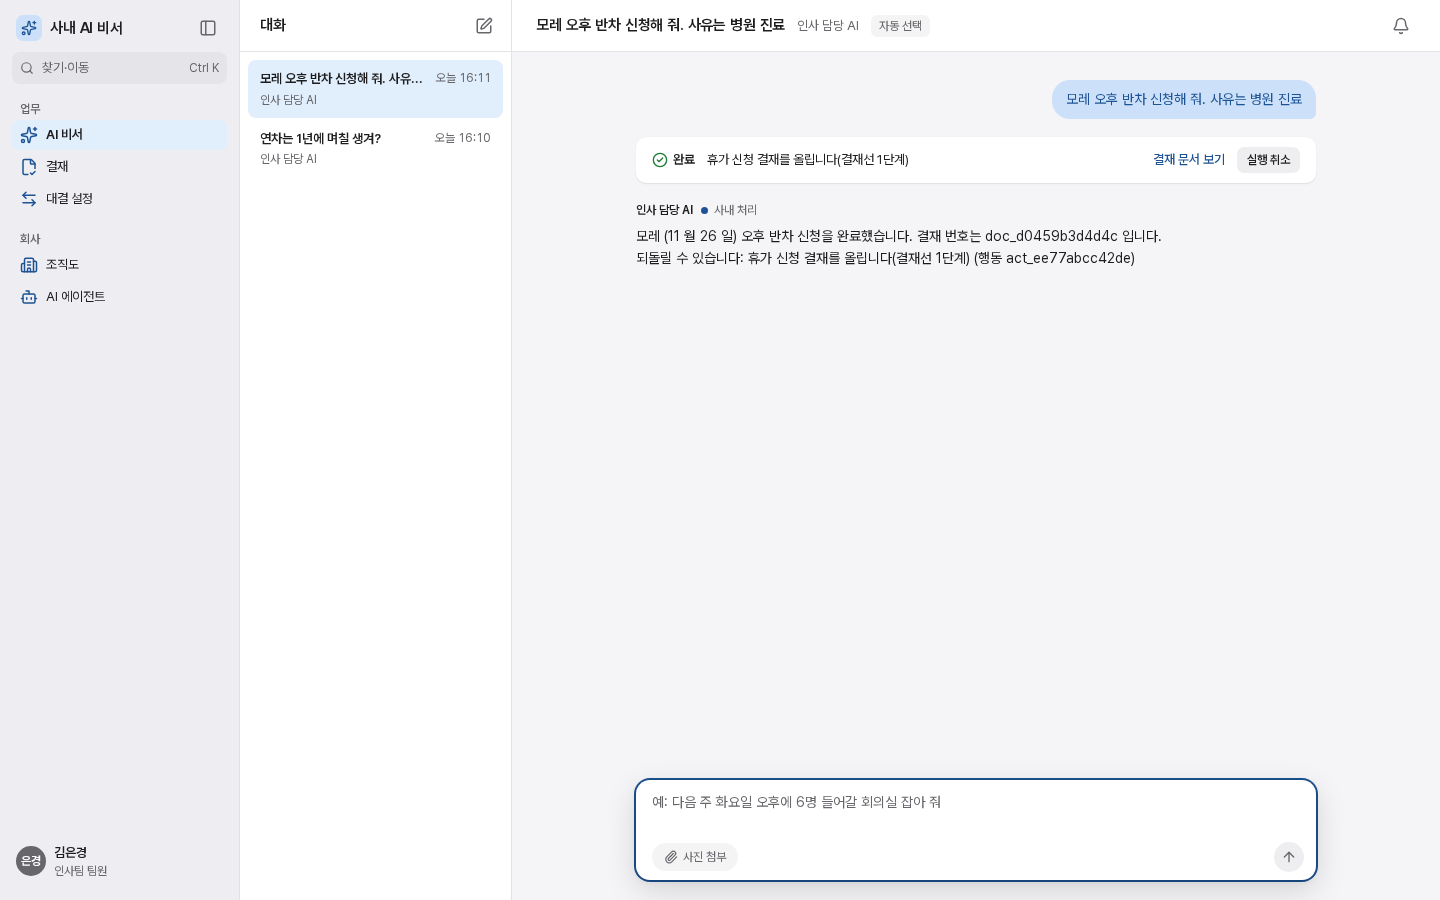 사내 AI 비서
찾기·이동 Ctrl K
업무
AI 비서
결재
대결 설정
회사
조직도
AI 에이전트
은경
김은경
인사팀 팀원
대화
모레 오후 반차 신청해 줘. 사유... 오늘 16:11
인사 담당 AI
연차는 1년에 며칠 생겨? 오늘 16:10
인사 담당 AI
모레 오후 반차 신청해 줘. 사유는 병원 진료 인사 담당 AI 자동 선택
모레 오후 반차 신청해 줘. 사유는 병원 진료
완료 휴가 신청 결재를 올립니다(결재선 1단계) 결재 문서 보기 실행 취소
인사 담당 AI 사내 처리
모레 (11 월 26 일) 오후 반차 신청을 완료했습니다. 결재 번호는 doc_d0459b3d4d4c 입니다.
되돌릴 수 있습니다: 휴가 신청 결재를 올립니다(결재선 1단계) (행동 act_ee77abcc42de)
예: 다음 주 화요일 오후에 6명 들어갈 회의실 잡아 줘
사진 첨부